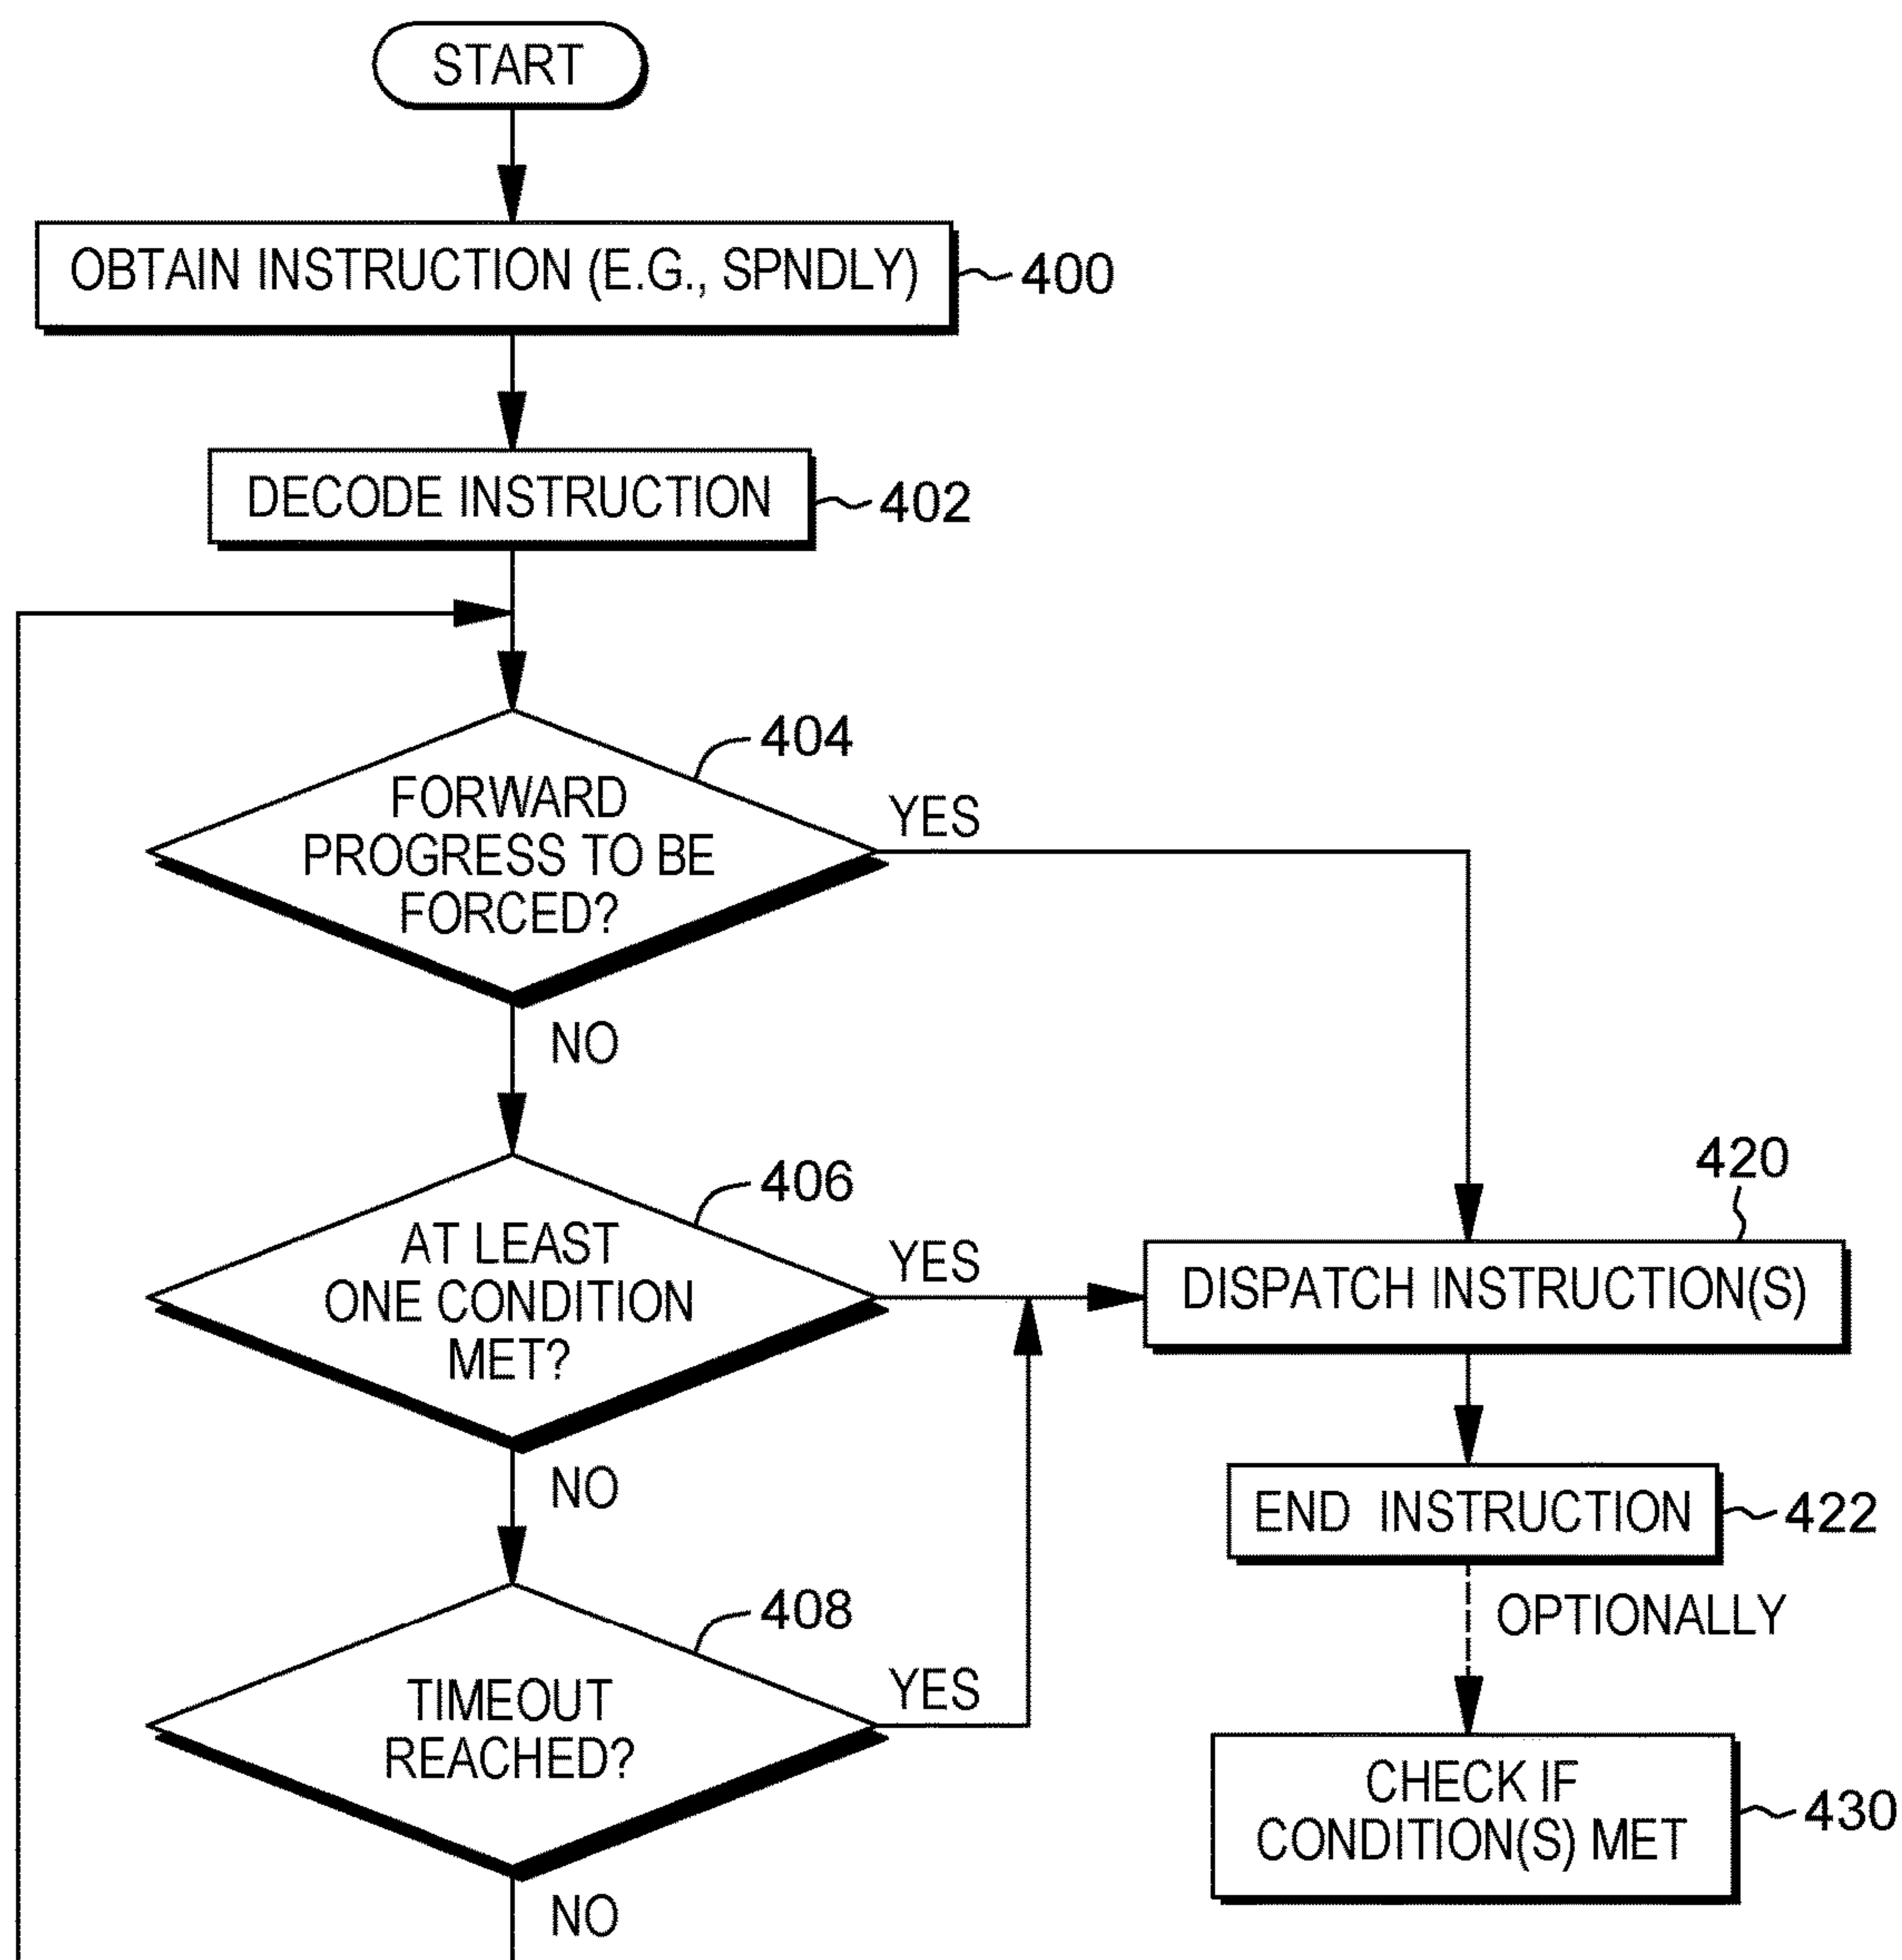 START
OBTAIN INSTRUCTION (E.G., SPNDLY)
400
DECODE INSTRUCTION
402
404
FORWARD
PROGRESS TO BE
FORCED?
YES
NO
406
AT LEAST
ONE CONDITION
MET?
YES
NO
408
TIMEOUT
REACHED?
YES
NO
420
DISPATCH INSTRUCTION(S)
END INSTRUCTION
422
OPTIONALLY
CHECK IF
CONDITION(S) MET
430